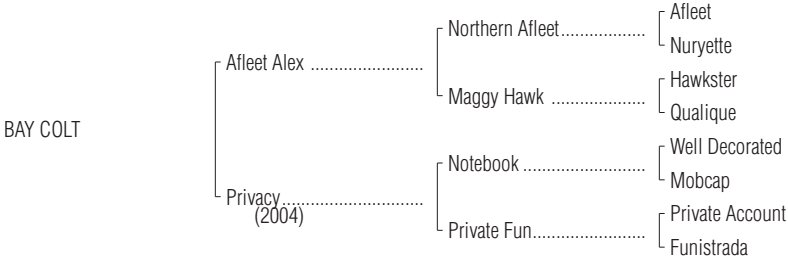 Afleet
Northern Afleet....................
Nuryette
Afleet Alex ........................
Hawkster
Maggy Hawk ....................
Qualique
BAY COLT
Well Decorated
Notebook ..........................
Mobcap
Privacy..............................
(2004)
Private Account
Private Fun........................
Funistrada